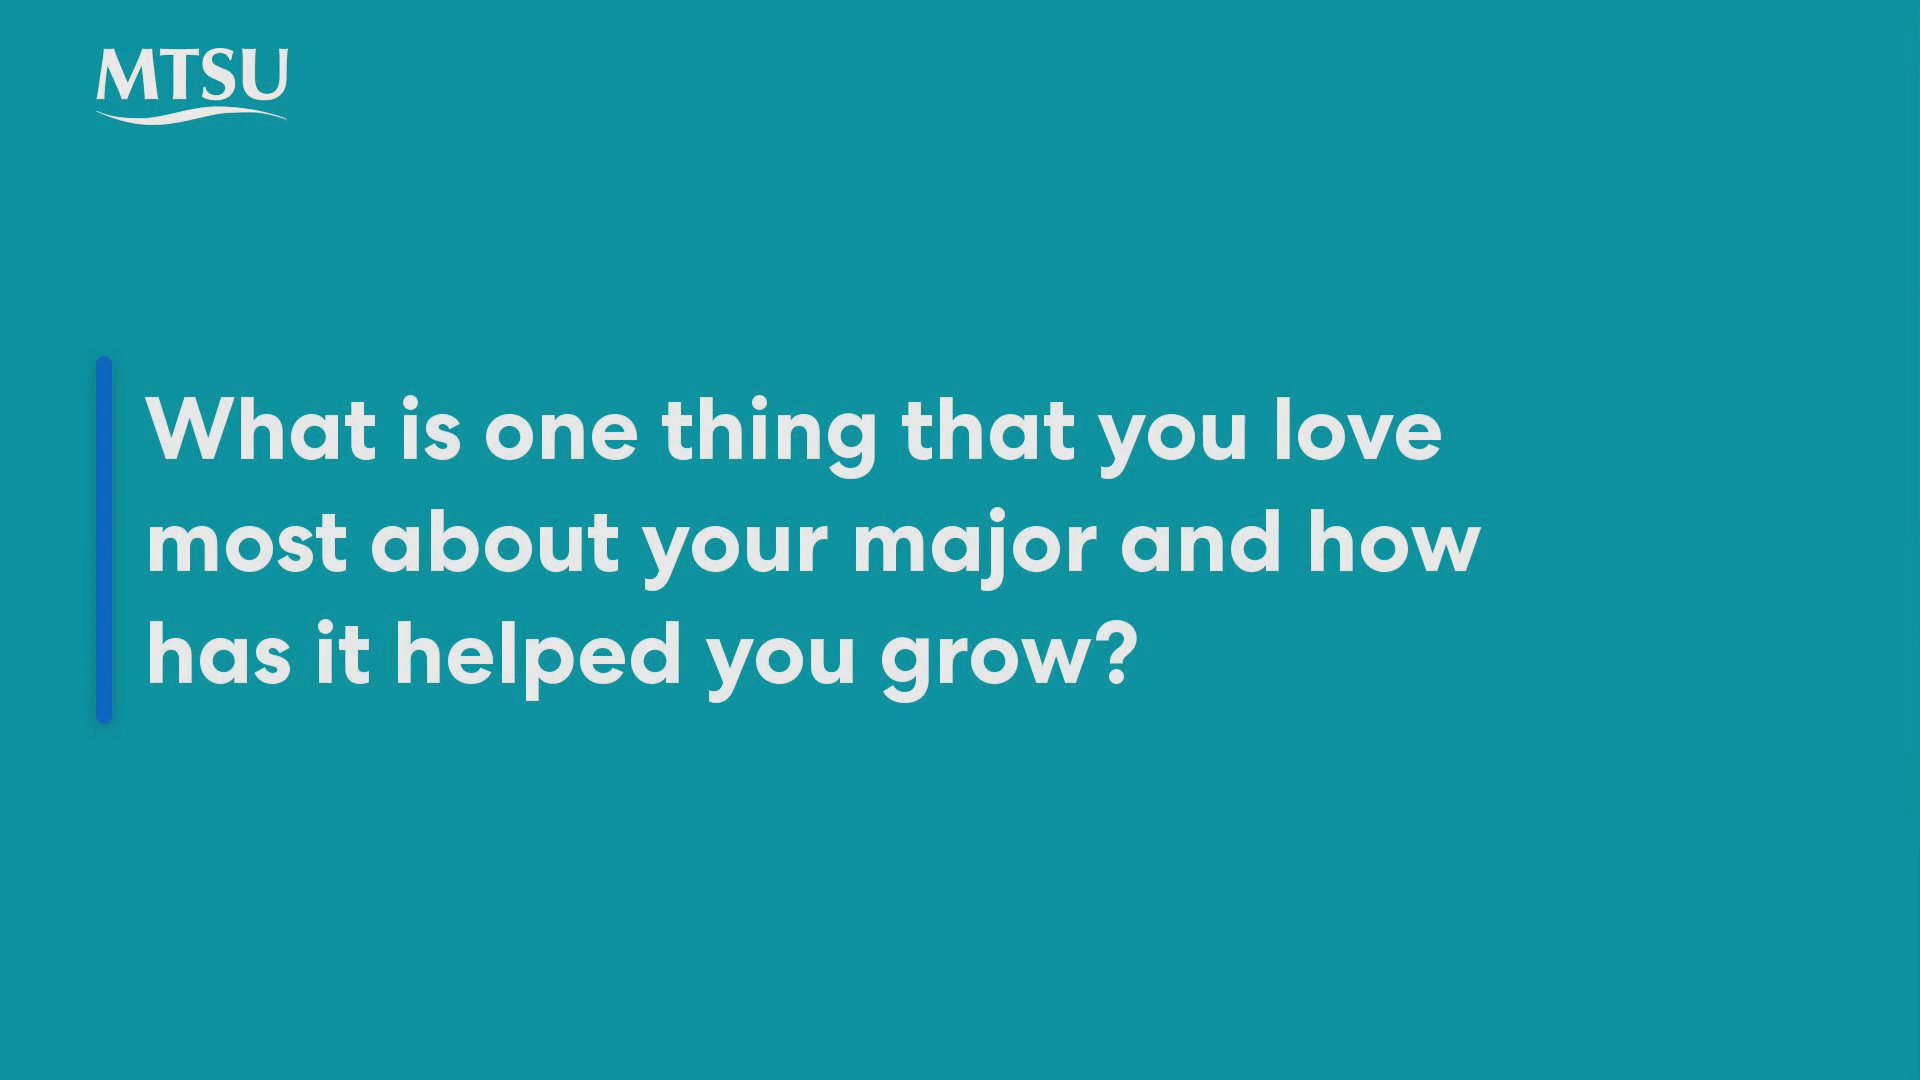 MTSU
What is one thing that you love
most about your major and how
has it helped you grow?